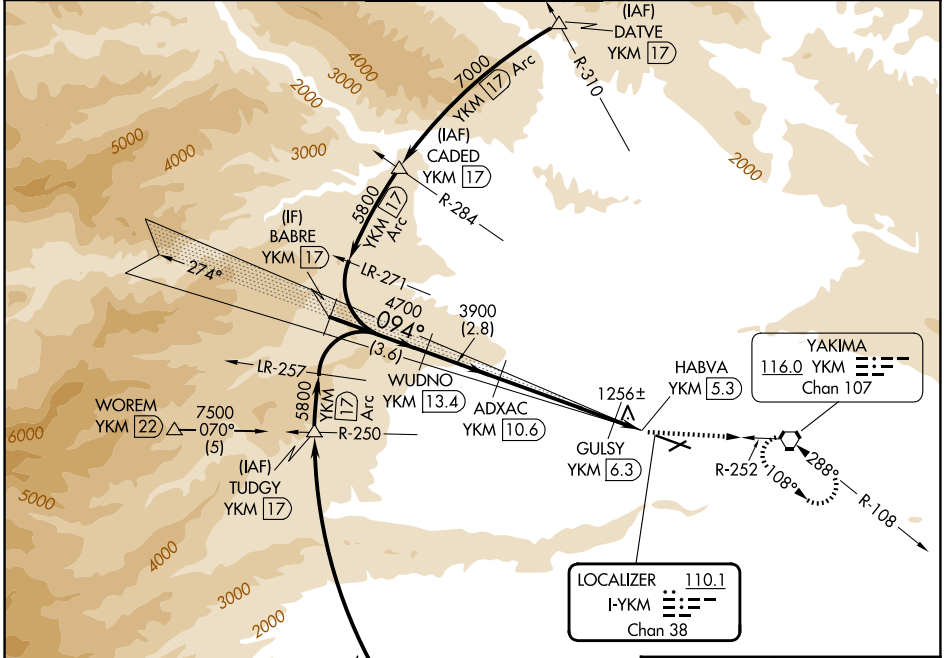 (IAF)
DATVE
YKM 17
7000
YKM 17 Arc
R-310
4000
3000
2000
5000
4000
3000
2000
(IAF)
CADED
YKM 17
R-284
5800
YKM 17
Arc
(IF)
BABRE
YKM 17
274°
LR-271
4700
094°
(3.6)
3900
(2.8)
WUDNO
YKM 13.4
ADXAC
YKM 10.6
LR-257
5800
YKM
17
Arc
WOREM
YKM 22
7500
070°
(5)
R-250
(IAF)
TUDGY
YKM 17
6000
5000
4000
3000
2000
1256±
GULSY
YKM 6.3
HABVA
YKM 5.3
YAKIMA
116.0 YKM
Chan 107
R-252
108°
288°
R-108
LOCALIZER 110.1
I-YKM
Chan 38